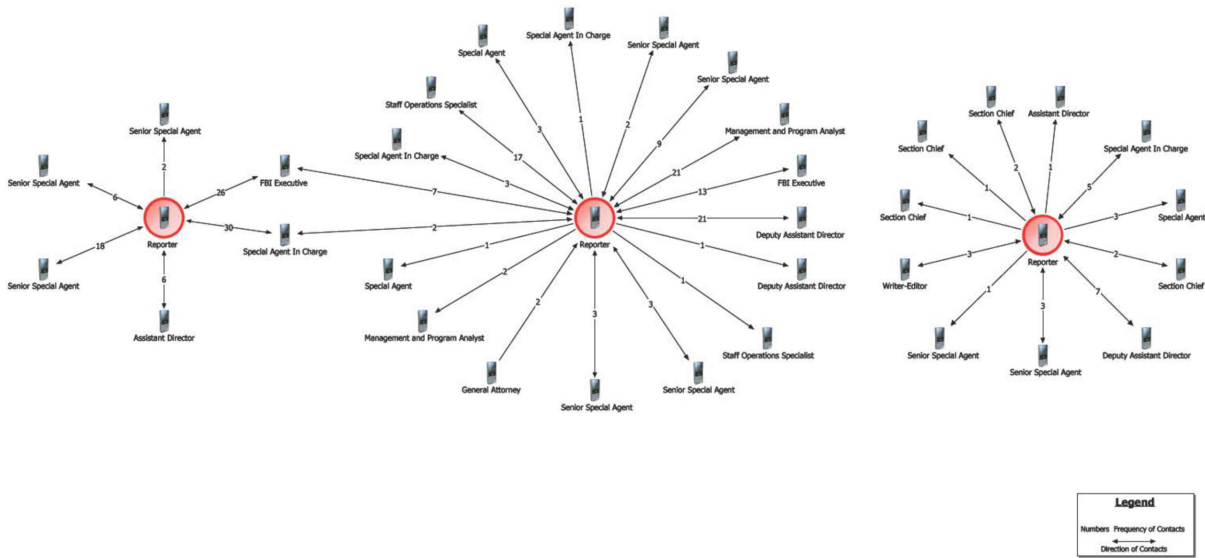 Special Agent In Charge
Senior Special Agent
Special Agent
Senior Special Agent
Staff Operations Specialist
Management and Program Analyst
Special Agent In Charge
FBI Executive
Deputy Assistant Director
Deputy Assistant Director
Staff Operations Specialist
Senior Special Agent
Senior Special Agent
General Attorney
Management and Program Analyst
Special Agent
Reporter
1
2
3
9
17
21
3
13
7
21
2
1
1
2
1
2
3
3
Senior Special Agent
Senior Special Agent
FBI Executive
Special Agent In Charge
Senior Special Agent
Assistant Director
Reporter
2
6
26
30
18
6
Section Chief
Assistant Director
Section Chief
Special Agent In Charge
Section Chief
Special Agent
Writer-Editor
Section Chief
Senior Special Agent
Senior Special Agent
Deputy Assistant Director
Reporter
2
1
1
5
1
3
3
2
1
3
7
Legend
Numbers Frequency of Contacts
Direction of Contacts